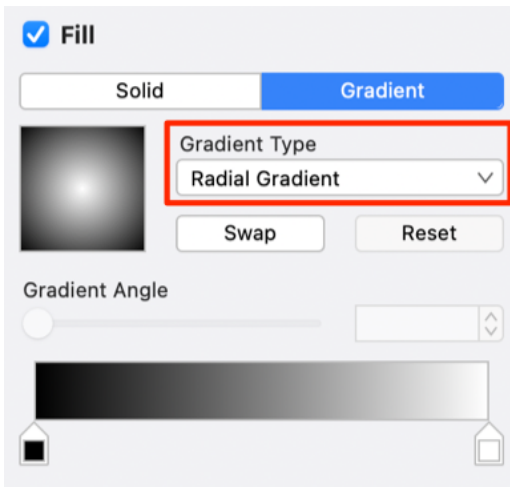 Fill
Solid Gradient
Gradient Type
Radial Gradient
Swap Reset
Gradient Angle